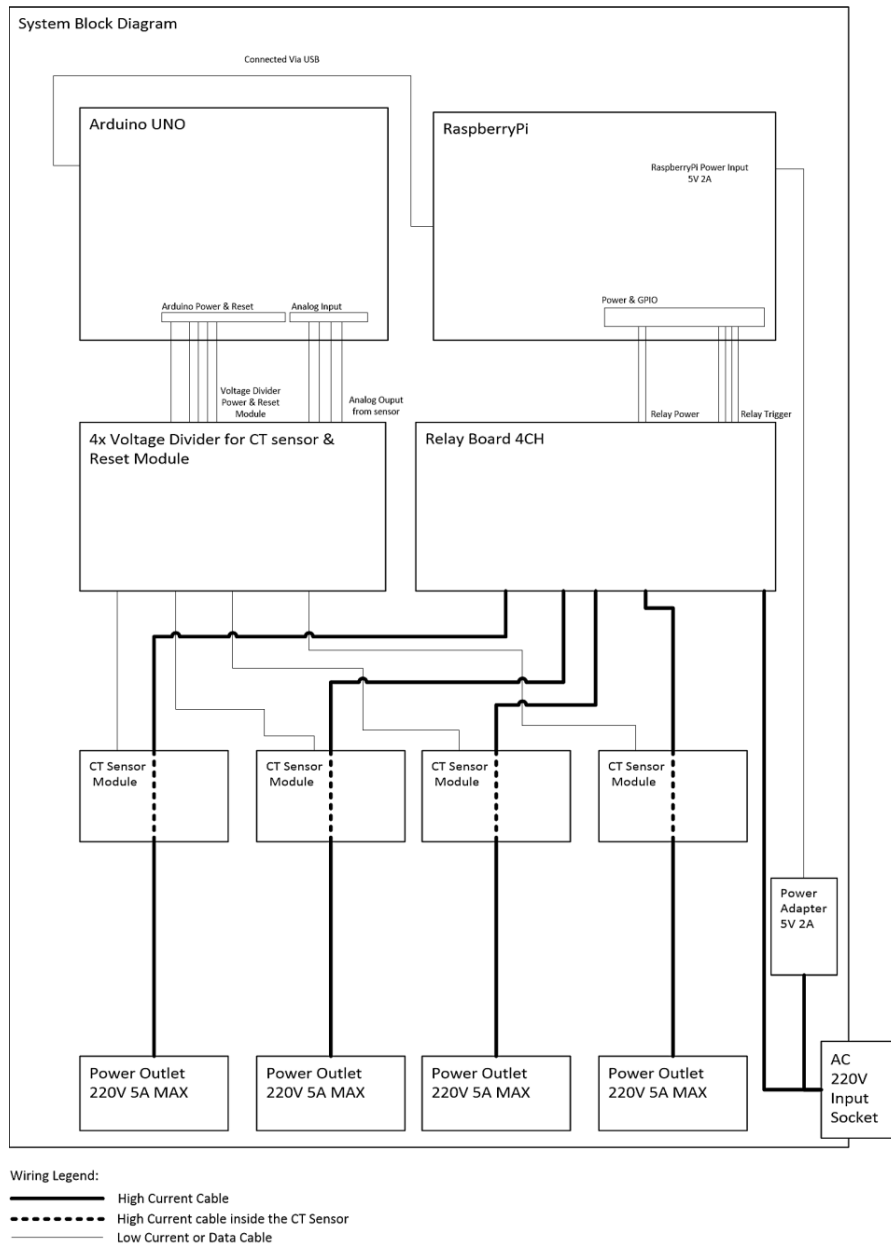 System Block Diagram
Connected Via USB
Arduino UNO
RaspberryPi
RaspberryPi Power Input
5V 2A
Arduino Power & Reset
Analog Input
Power & GPIO
Voltage Divider
Power & Reset
Module
Analog Ouput
from sensor
Relay Power
Relay Trigger
4x Voltage Divider for CT sensor &
Reset Module
Relay Board 4CH
CT Sensor
Module
CT Sensor
Module
CT Sensor
Module
CT Sensor
Module
Power
Adapter
5V 2A
Power Outlet
220V 5A MAX
Power Outlet
220V 5A MAX
Power Outlet
220V 5A MAX
Power Outlet
220V 5A MAX
AC
220V
Input
Socket
Wiring Legend:
High Current Cable
High Current cable inside the CT Sensor
Low Current or Data Cable